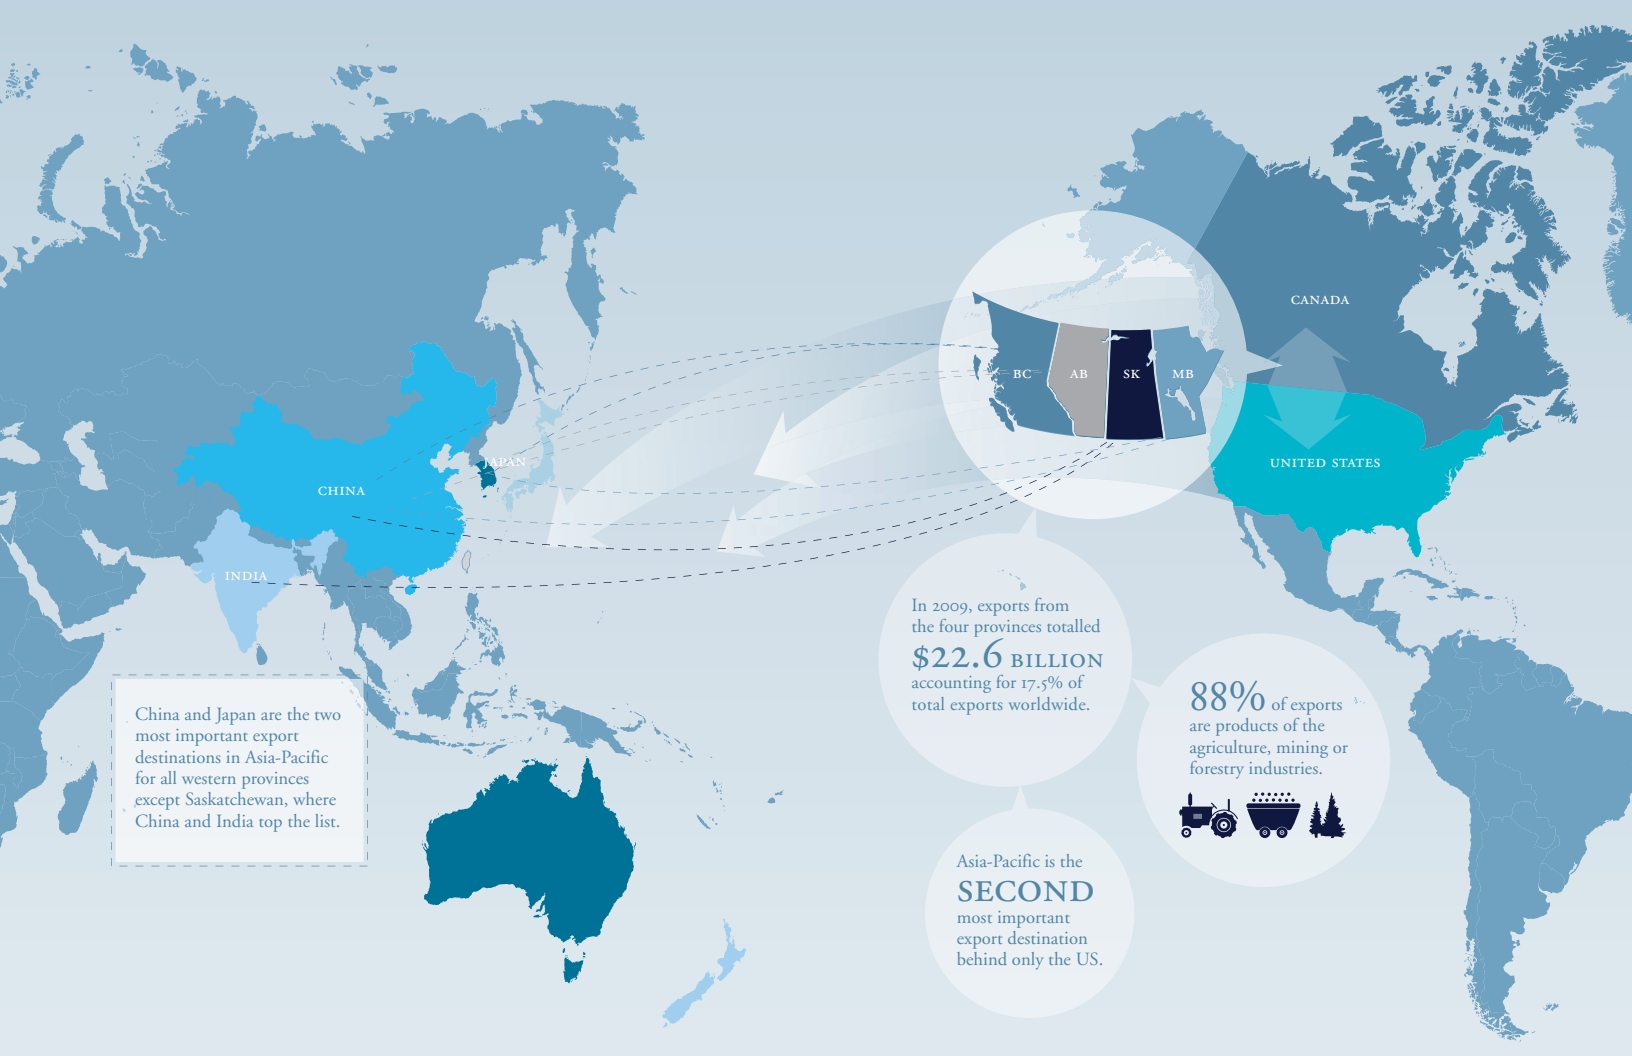 CANADA
BC
AB
SK
MB
JAPAN
UNITED STATES
CHINA
INDIA
In 2009, exports from
the four provinces totalled
$22.6 BILLION
accounting for 17.5% of
total exports worldwide.
88% of exports
are products of the
agriculture, mining or
forestry industries.
China and Japan are the two
most important export
destinations in Asia-Pacific
for all western provinces
except Saskatchewan, where
China and India top the list.
Asia-Pacific is the
SECOND
most important
export destination
behind only the US.